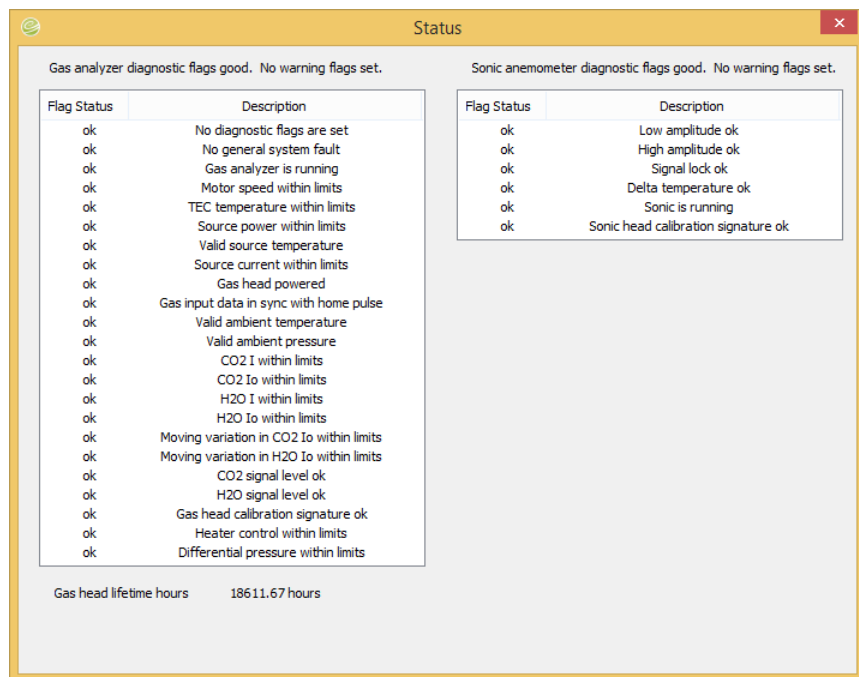 Status
Gas analyzer diagnostic flags good.  No warning flags set.
Flag Status Description
ok No diagnostic flags are set
ok No general system fault
ok Gas analyzer is running
ok Motor speed within limits
ok TEC temperature within limits
ok Source power within limits
ok Valid source temperature
ok Source current within limits
ok Gas head powered
ok Gas input data in sync with home pulse
ok Valid ambient temperature
ok Valid ambient pressure
ok CO2 I within limits
ok CO2 Io within limits
ok H2O I within limits
ok H2O Io within limits
ok Moving variation in CO2 Io within limits
ok Moving variation in H2O Io within limits
ok CO2 signal level ok
ok H2O signal level ok
ok Gas head calibration signature ok
ok Heater control within limits
ok Differential pressure within limits
Gas head lifetime hours 18611.67 hours
Sonic anemometer diagnostic flags good.  No warning flags set.
Flag Status Description
ok Low amplitude ok
ok High amplitude ok
ok Signal lock ok
ok Delta temperature ok
ok Sonic is running
ok Sonic head calibration signature ok